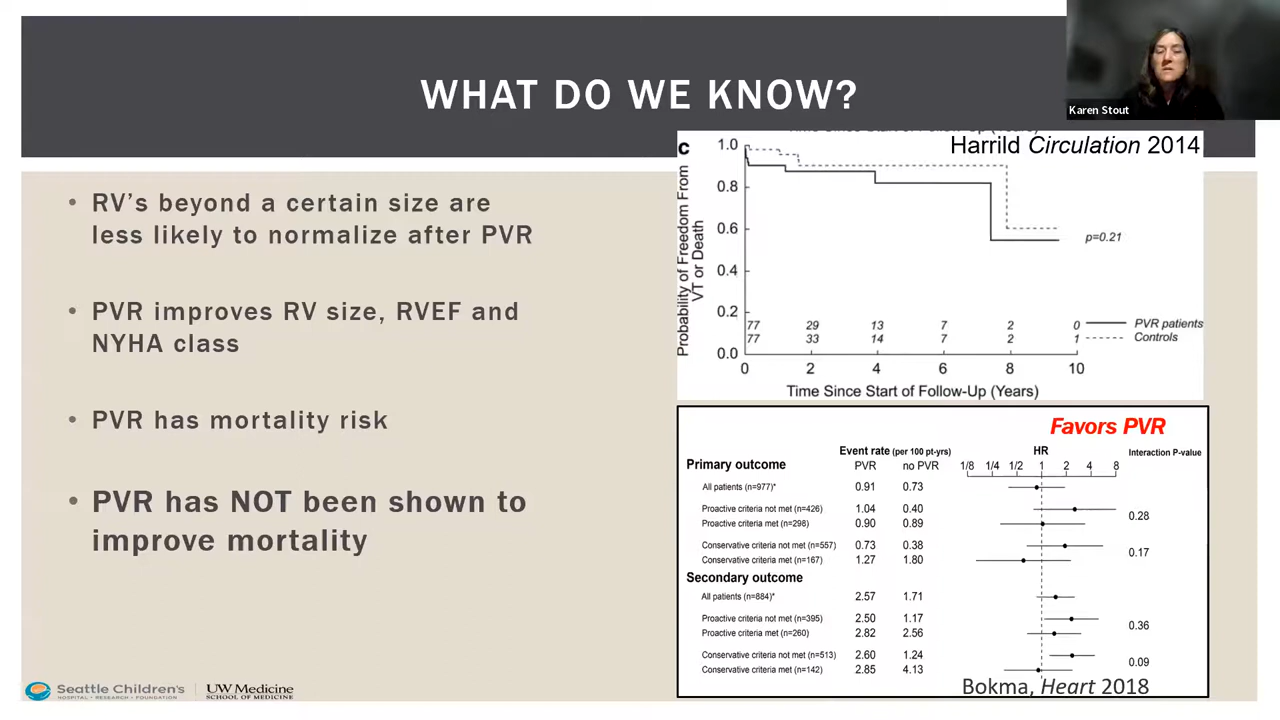 WHAT DO WE KNOW?
Karen Stout
• RV's beyond a certain size are
less likely to normalize after PVR
• PVR improves RV size, RVEF and
NYHA class
• PVR has mortality risk
• PVR has NOT been shown to
improve mortality
Harrild Circulation 2014
c
Probability of Freedom From
VT or Death
1.0
0.8
0.6
0.4
0.2
0.0
p=0.21
77 29 13 7 2 0 PVR patients
77 33 14 7 2 1 Controls
0 2 4 6 8 10
Time Since Start of Follow-Up (Years)
Favors PVR
Event rate (per 100 pt-yrs) HR Interaction P-value
Primary outcome PVR no PVR 1/8 1/4 1/2 1 2 4 8
All patients (n=977)* 0.91 0.73
Proactive criteria not met (n=426) 1.04 0.40
0.28
Proactive criteria met (n=298) 0.90 0.89
Conservative criteria not met (n=557) 0.73 0.38
0.17
Conservative criteria met (n=167) 1.27 1.80
Secondary outcome
All patients (n=884)* 2.57 1.71
Proactive criteria not met (n=395) 2.50 1.17
0.36
Proactive criteria met (n=260) 2.82 2.56
Conservative criteria not met (n=513) 2.60 1.24
0.09
Conservative criteria met (n=142) 2.85 4.13
Bokma, Heart 2018
Seattle Children's
HOSPITAL • RESEARCH • FOUNDATION
UW Medicine
SCHOOL OF MEDICINE